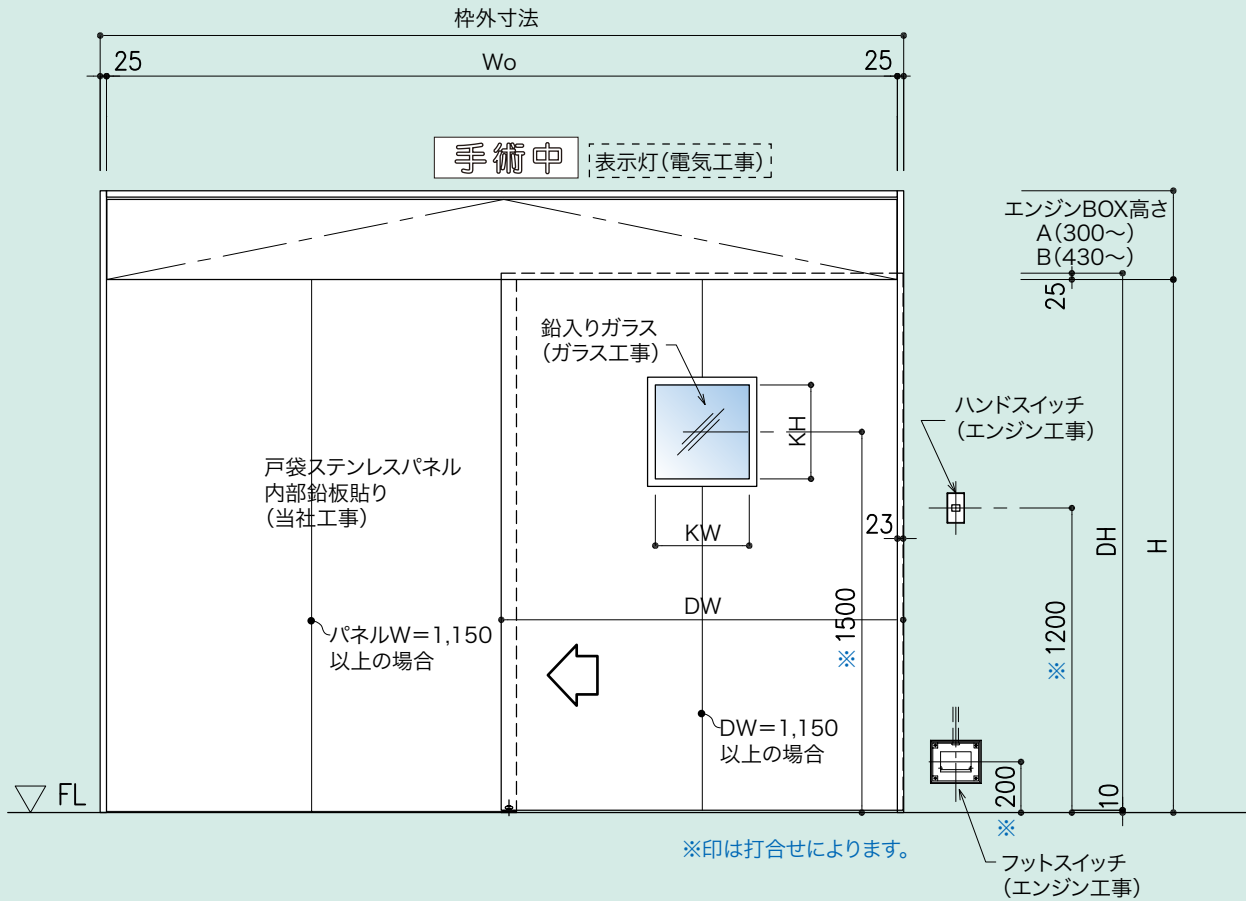 枠外寸法
25
Wo
25
手術中
表示灯(電気工事)
エンジンBOX高さ
A(300~)
B(430~)
25
鉛入りガラス
(ガラス工事)
KH
ハンドスイッチ
(エンジン工事)
戸袋ステンレスパネル
内部鉛板貼り
(当社工事)
23
KW
DH
H
DW
※1500
※1200
パネルW=1,150
以上の場合
DW=1,150
以上の場合
FL
※200
10
※印は打合せによります。
フットスイッチ
(エンジン工事)